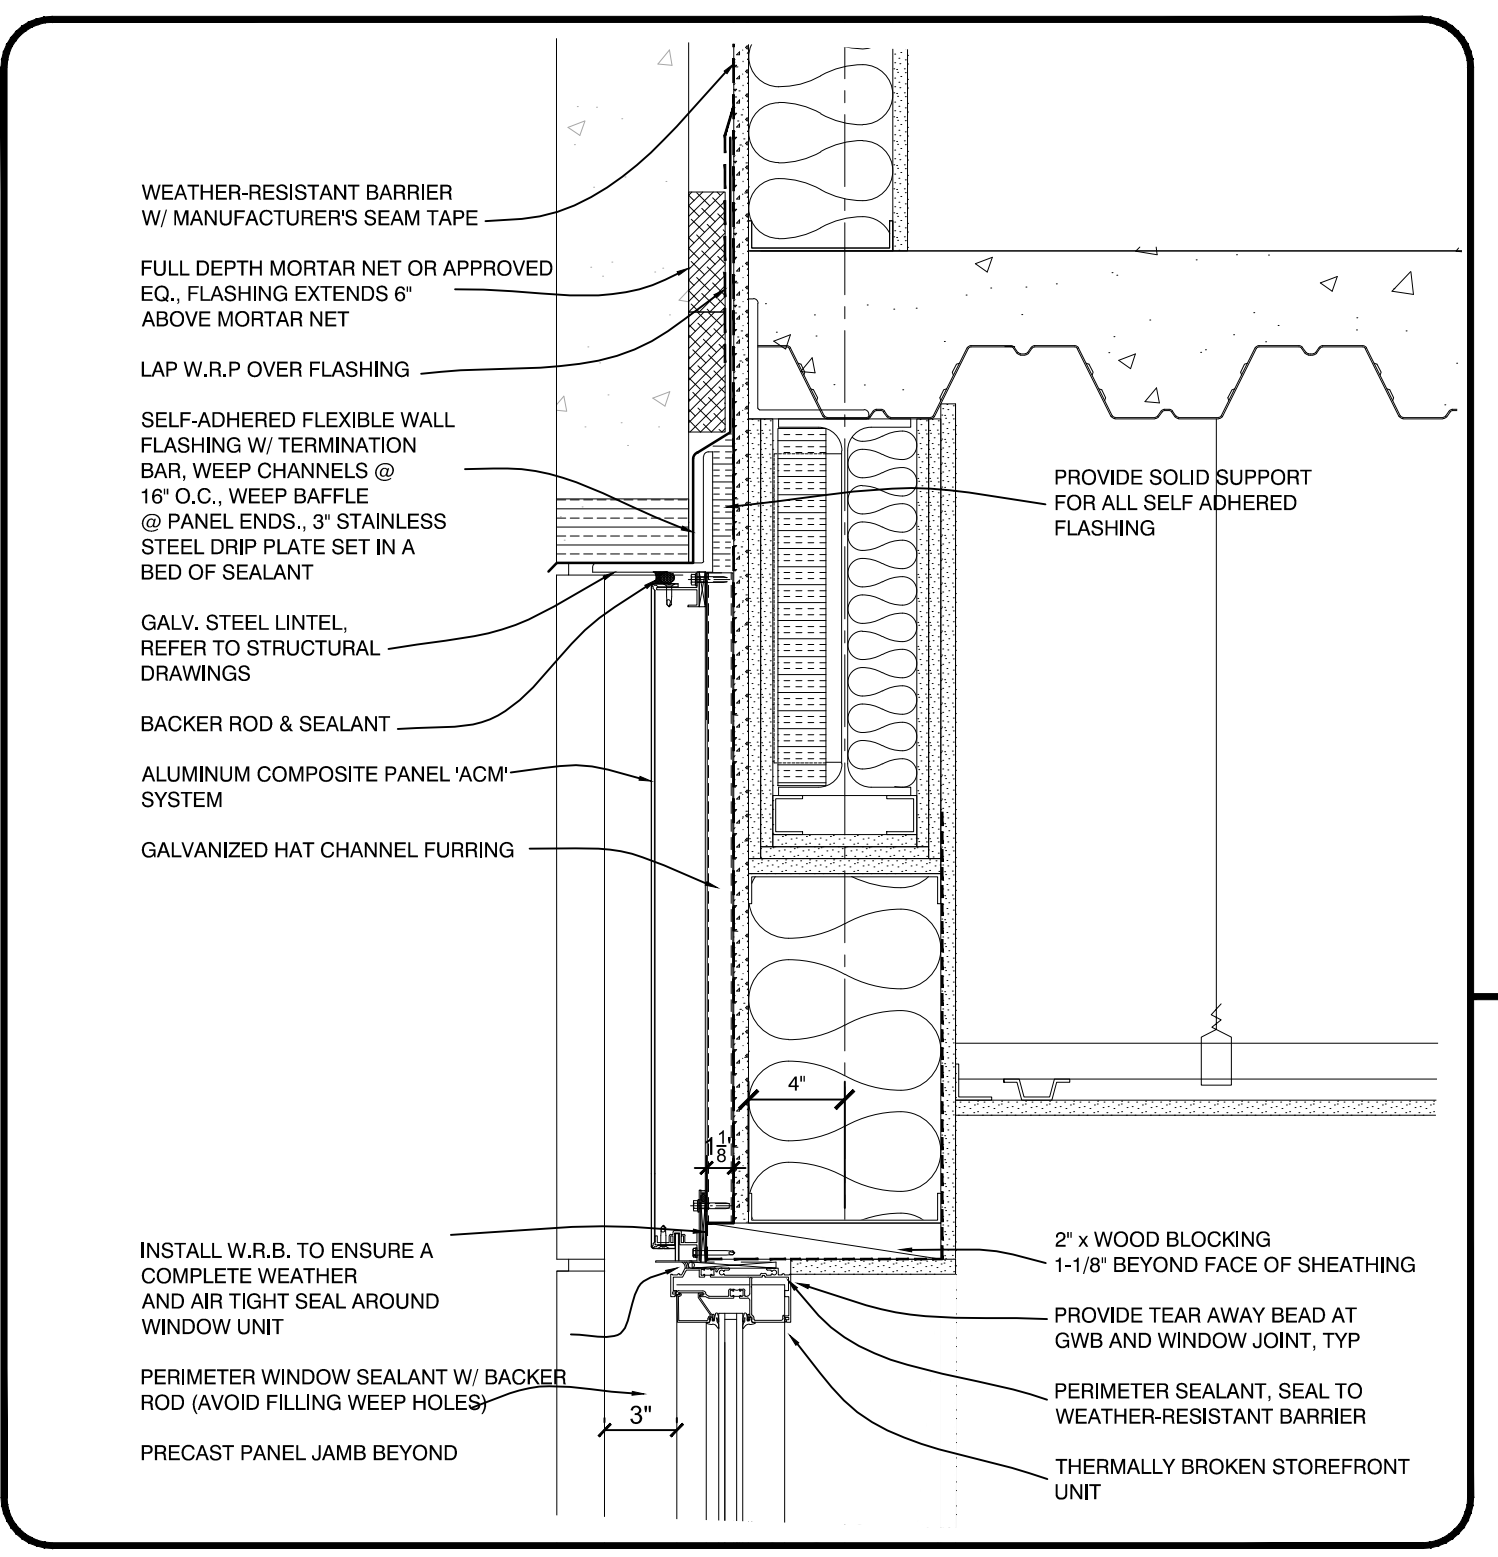 WEATHER-RESISTANT BARRIER
W/ MANUFACTURER'S SEAM TAPE
FULL DEPTH MORTAR NET OR APPROVED
EQ., FLASHING EXTENDS 6"
ABOVE MORTAR NET
LAP W.R.P OVER FLASHING
SELF-ADHERED FLEXIBLE WALL
FLASHING W/ TERMINATION
BAR, WEEP CHANNELS @
16" O.C., WEEP BAFFLE
@ PANEL ENDS., 3" STAINLESS
STEEL DRIP PLATE SET IN A
BED OF SEALANT
GALV. STEEL LINTEL,
REFER TO STRUCTURAL
DRAWINGS
BACKER ROD & SEALANT
ALUMINUM COMPOSITE PANEL 'ACM'
SYSTEM
GALVANIZED HAT CHANNEL FURRING
INSTALL W.R.B. TO ENSURE A
COMPLETE WEATHER
AND AIR TIGHT SEAL AROUND
WINDOW UNIT
PERIMETER WINDOW SEALANT W/ BACKER
ROD (AVOID FILLING WEEP HOLES)
PRECAST PANEL JAMB BEYOND
3"
1 1/8"
4"
PROVIDE SOLID SUPPORT
FOR ALL SELF ADHERED
FLASHING
2" x WOOD BLOCKING
1-1/8" BEYOND FACE OF SHEATHING
PROVIDE TEAR AWAY BEAD AT
GWB AND WINDOW JOINT, TYP
PERIMETER SEALANT, SEAL TO
WEATHER-RESISTANT BARRIER
THERMALLY BROKEN STOREFRONT
UNIT